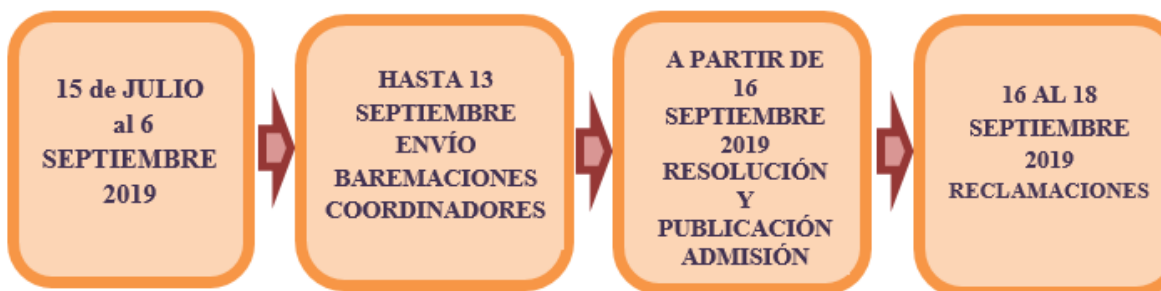 15 de JULIO
al 6
SEPTIEMBRE
2019
HASTA 13
SEPTIEMBRE
ENVÍO
BAREMACIONES
COORDINADORES
A PARTIR DE
16
SEPTIEMBRE
2019
RESOLUCIÓN
Y
PUBLICACIÓN
ADMISIÓN
16 AL 18
SEPTIEMBRE
2019
RECLAMACIONES